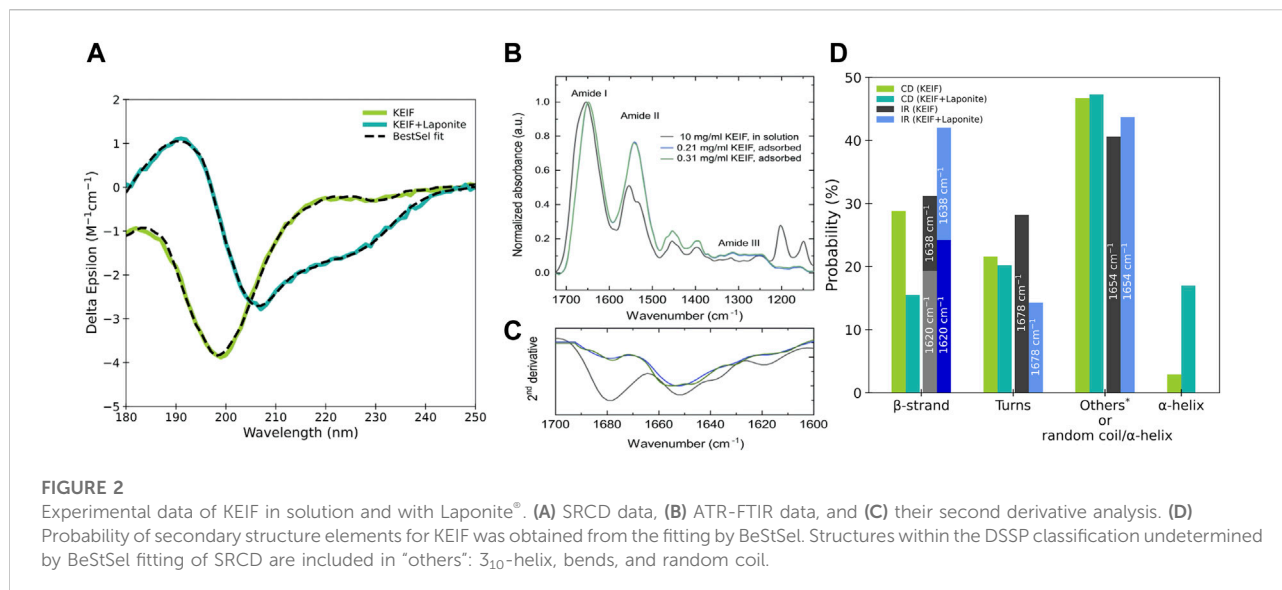 A
2
1
0
−1
−2
−3
−4
−5
180
190
200
210
220
230
240
250
Delta Epsilon (M⁻¹cm⁻¹)
Wavelength (nm)
KEIF
KEIF+Laponite
BestSel fit
B
Amide I
Amide II
10 mg/ml KEIF, in solution
0.21 mg/ml KEIF, adsorbed
0.31 mg/ml KEIF, adsorbed
Amide III
1.0
0.8
0.6
0.4
0.2
0.0
Normalized absorbance (a.u.)
1700
1600
1500
1400
1300
1200
Wavenumber (cm⁻¹)
C
2ⁿᵈ derivative
1700
1680
1660
1640
1620
1600
Wavenumber (cm⁻¹)
D
50
40
30
20
10
0
Probability (%)
CD (KEIF)
CD (KEIF+Laponite)
IR (KEIF)
IR (KEIF+Laponite)
1620 cm⁻¹
1638 cm⁻¹
1620 cm⁻¹
1638 cm⁻¹
1678 cm⁻¹
1678 cm⁻¹
1654 cm⁻¹
1654 cm⁻¹
β-strand
Turns
Others*
or
random coil/α-helix
α-helix
FIGURE 2
Experimental data of KEIF in solution and with Laponite®. (A) SRCD data, (B) ATR-FTIR data, and (C) their second derivative analysis. (D)
Probability of secondary structure elements for KEIF was obtained from the fitting by BeStSel. Structures within the DSSP classification undetermined
by BeStSel fitting of SRCD are included in “others”: 3₁₀-helix, bends, and random coil.